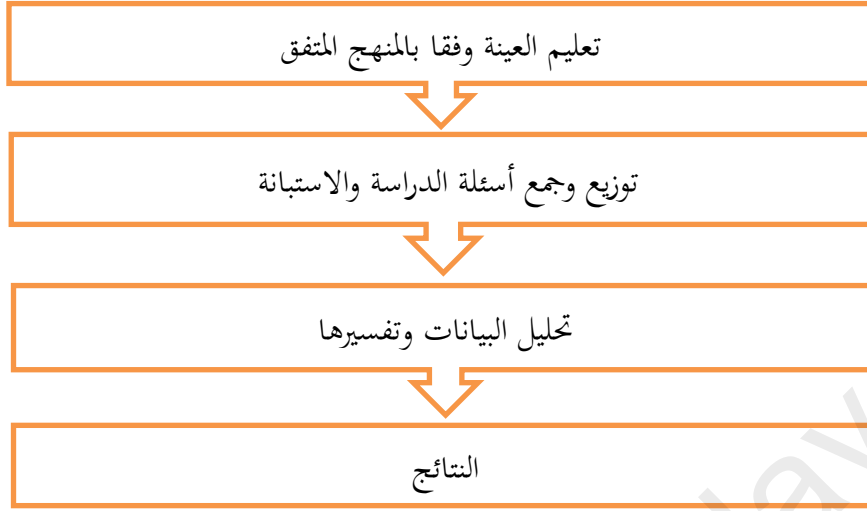 تعليم العينة وفقا بالمنهج المتفق
توزيع وجمع أسئلة الدراسة والاستبانة
تحليل البيانات وتفسيرها
النتائج